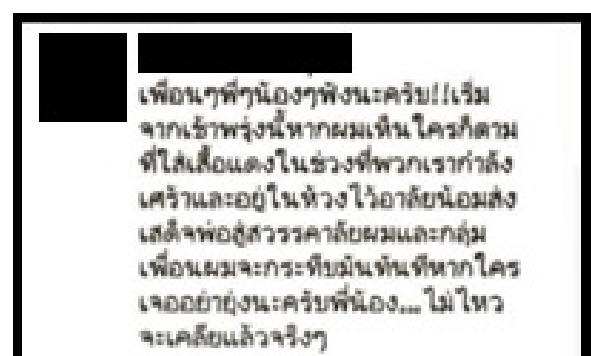 เพื่อนๆพี่ๆน้องๆฟังนะครับ!!เริ่ม
จากเช้าพรุ่งนี้หากผมเห็นใครก็ตาม
ที่ใส่เสื้อแดงในช่วงที่พวกเรากำลัง
เศร้าและอยู่ในห้วงไว้อาลัยน้อมส่ง
เสด็จพ่อสู่สวรรคาลัยผมและกลุ่ม
เพื่อนผมจะกระทืบมันทันทีหากใคร
เจออย่ายุ่งนะครับพี่น้อง... ไม่ไหว
จะเคลียแล้วจริงๆ